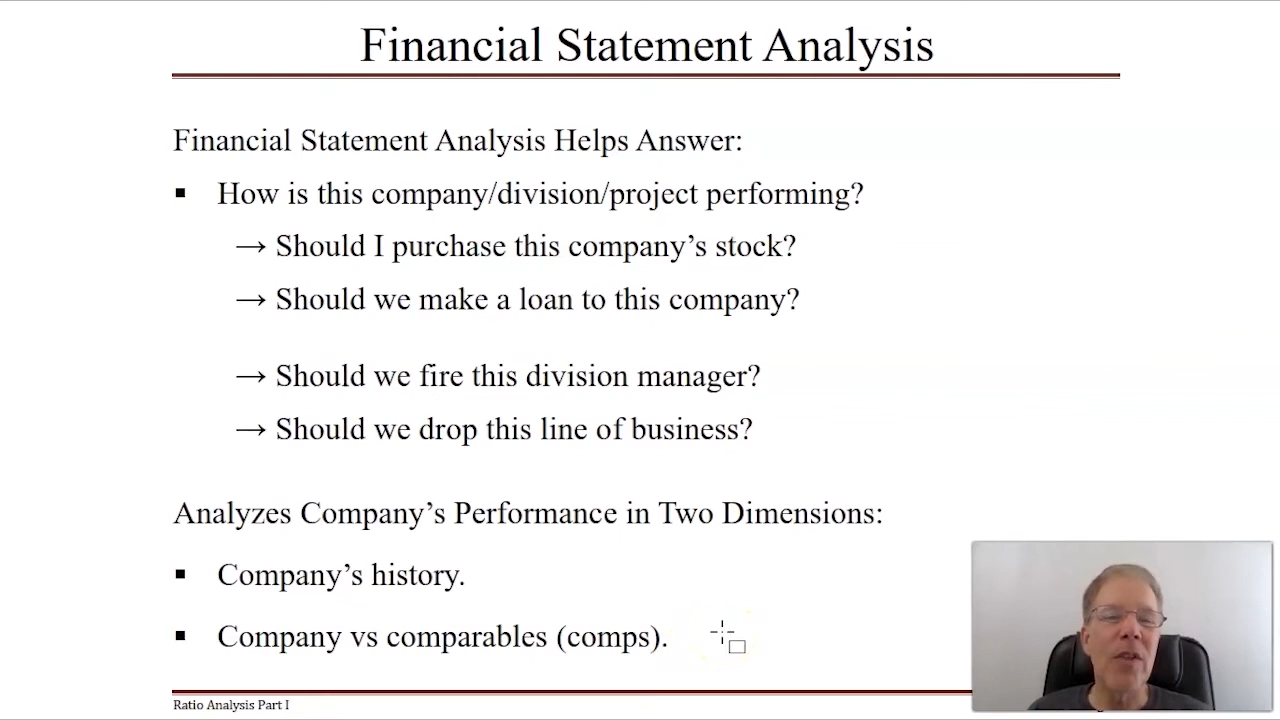 Financial Statement Analysis
Financial Statement Analysis Helps Answer:
▪ How is this company/division/project performing?
→ Should I purchase this company’s stock?
→ Should we make a loan to this company?
→ Should we fire this division manager?
→ Should we drop this line of business?
Analyzes Company’s Performance in Two Dimensions:
▪ Company’s history.
▪ Company vs comparables (comps).
Ratio Analysis Part I